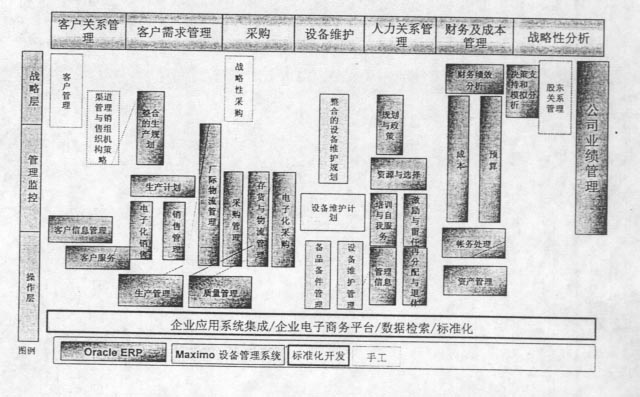 客户关系管
理
客户需求管理
采购
设备维护
人力关系管
理
财务及成本
管理
战略性分析
战略层
管理监控
操作层
客户管理
渠道管理与销售组织机构策略
整合的生产规划
战略性采购
整合的设备维护规划
规划与政策
财务绩效
分析
决策支持和模拟分析
股东关系管理
公司业绩管理
厂际物流管理
成本
预算
资源与选择
生产计划
采购管理
存货与物流管理
电子化采购
设备维护计
划
培训与自我服务
电子化销售
销售管理
客户信息管理
客户服务
帐务处理
备品备件管理
设备维护管理
管理信息
生产管理
质量管理
资产管理
企业应用系统集成/企业电子商务平台/数据检索/标准化
图例
Oracle ERP
Maximo 设备管理系统
标准化开发
手工